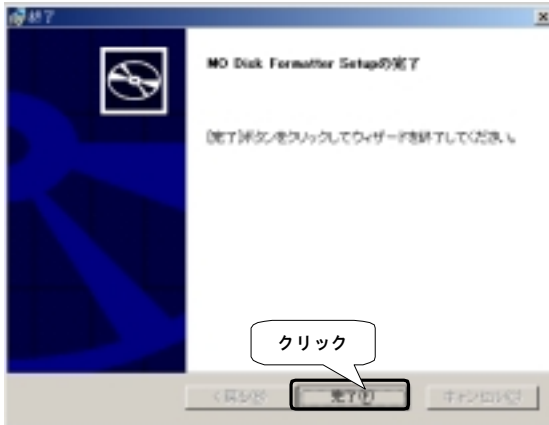 終了
MO Disk Formatter Setupの完了
[完了]ボタンをクリックしてウィザードを終了してください。
クリック
< 戻る(B)
完了(F)
キャンセル(C)